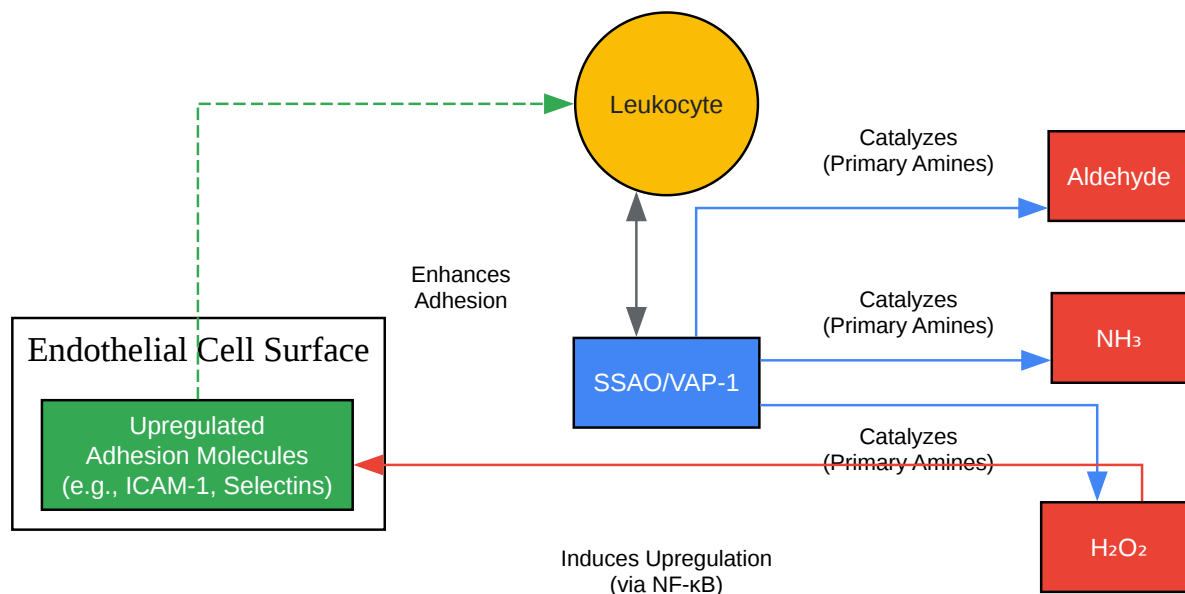 Leukocyte
Catalyzes
(Primary Amines)
Aldehyde
Enhances
Adhesion
Catalyzes
(Primary Amines)
NH₃
Endothelial Cell Surface
SSAO/VAP-1
Upregulated
Adhesion Molecules
(e.g., ICAM-1, Selectins)
Catalyzes
(Primary Amines)
H₂O₂
Induces Upregulation
(via NF-κB)